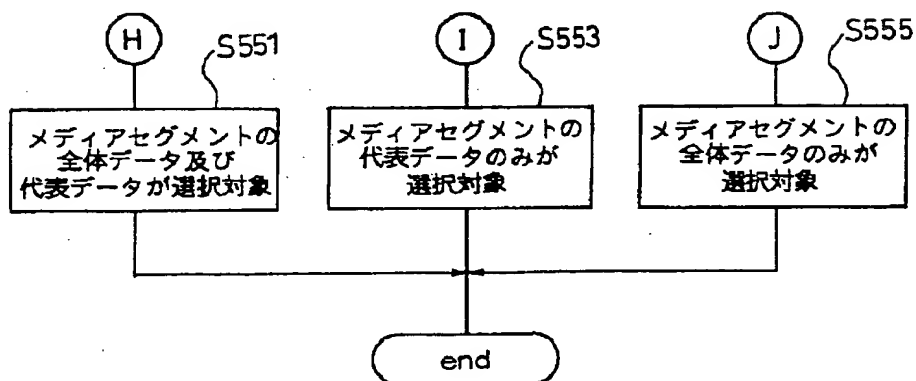 H
S551
メディアセグメントの
全体データ及び
代表データが選択対象
I
S553
メディアセグメントの
代表データのみが
選択対象
J
S555
メディアセグメントの
全体データのみが
選択対象
end